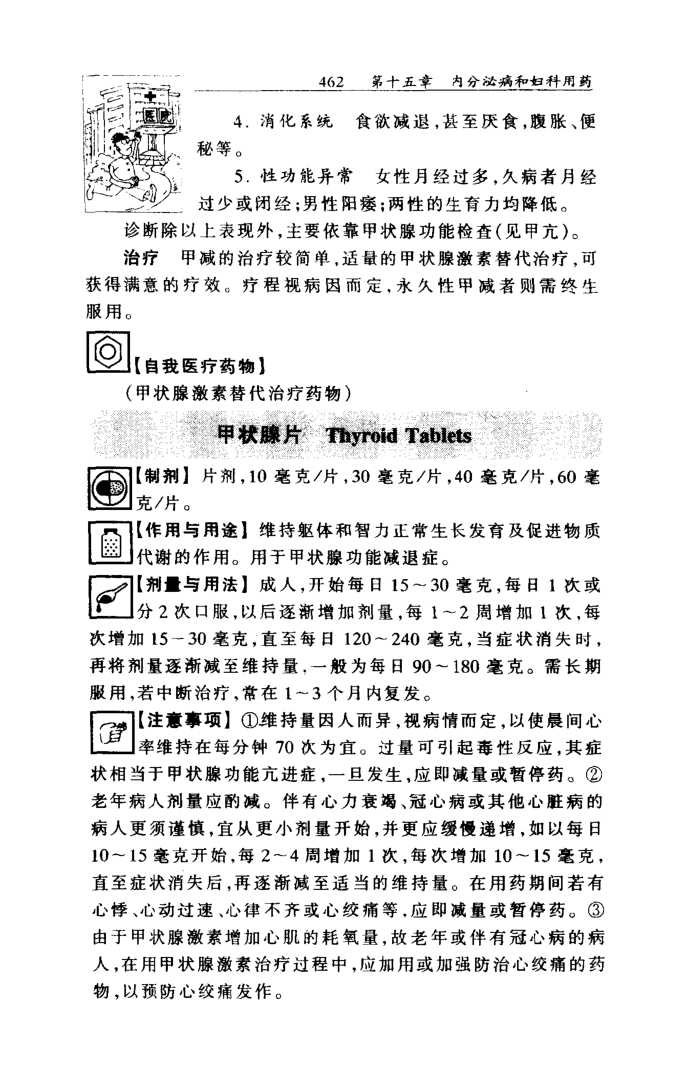 462 第十五章 内分泌病和妇科用药
医院
4. 消化系统 食欲减退,甚至厌食,腹胀、便
秘等。
5. 性功能异常 女性月经过多,久病者月经
过少或闭经;男性阳痿;两性的生育力均降低。
诊断除以上表现外,主要依靠甲状腺功能检查(见甲亢)。
治疗 甲减的治疗较简单,适量的甲状腺激素替代治疗,可
获得满意的疗效。疗程视病因而定,永久性甲减者则需终生
服用。
【自我医疗药物】
(甲状腺激素替代治疗药物)
甲状腺片 Thyroid Tablets
【制剂】 片剂,10 毫克/片,30 毫克/片,40 毫克/片,60 毫
克/片。
【作用与用途】 维持躯体和智力正常生长发育及促进物质
代谢的作用。用于甲状腺功能减退症。
【剂量与用法】 成人,开始每日 15~30 毫克,每日 1 次或
分 2 次口服,以后逐渐增加剂量,每 1~2 周增加 1 次,每
次增加 15-30 毫克,直至每日 120~240 毫克,当症状消失时,
再将剂量逐渐减至维持量,一般为每日 90~180 毫克。需长期
服用,若中断治疗,常在 1~3 个月内复发。
【注意事项】 ①维持量因人而异,视病情而定,以使晨间心
率维持在每分钟 70 次为宜。过量可引起毒性反应,其症
状相当于甲状腺功能亢进症,一旦发生,应即减量或暂停药。②
老年病人剂量应酌减。伴有心力衰竭、冠心病或其他心脏病的
病人更须谨慎,宜从更小剂量开始,并更应缓慢递增,如以每日
10~15 毫克开始,每 2~4 周增加 1 次,每次增加 10~15 毫克,
直至症状消失后,再逐渐减至适当的维持量。在用药期间若有
心悸、心动过速、心律不齐或心绞痛等,应即减量或暂停药。③
由于甲状腺激素增加心肌的耗氧量,故老年或伴有冠心病的病
人,在用甲状腺激素治疗过程中,应加用或加强防治心绞痛的药
物,以预防心绞痛发作。